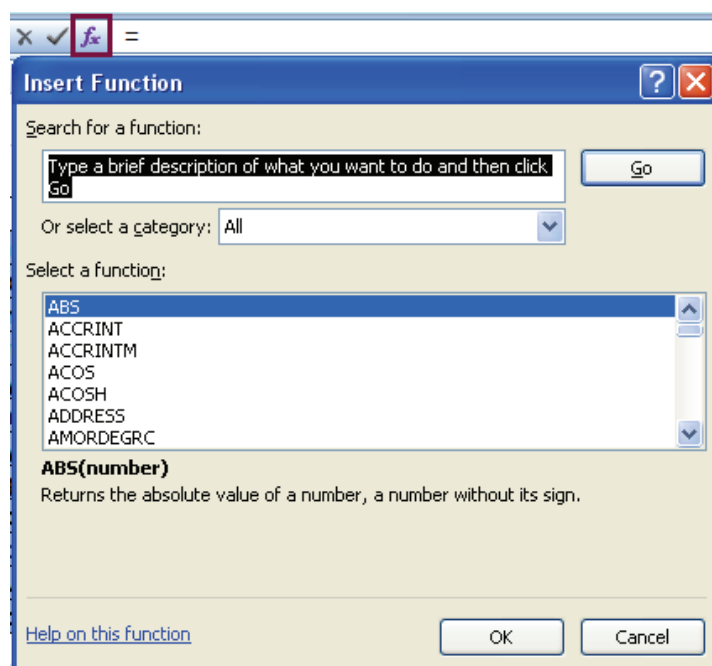 fx =
Insert Function
?
Search for a function:
Type a brief description of what you want to do and then click
Go
Go
Or select a category: All
Select a function:
ABS
ACCRINT
ACCRINTM
ACOS
ACOSH
ADDRESS
AMORDEGRC
ABS(number)
Returns the absolute value of a number, a number without its sign.
Help on this function
OK
Cancel